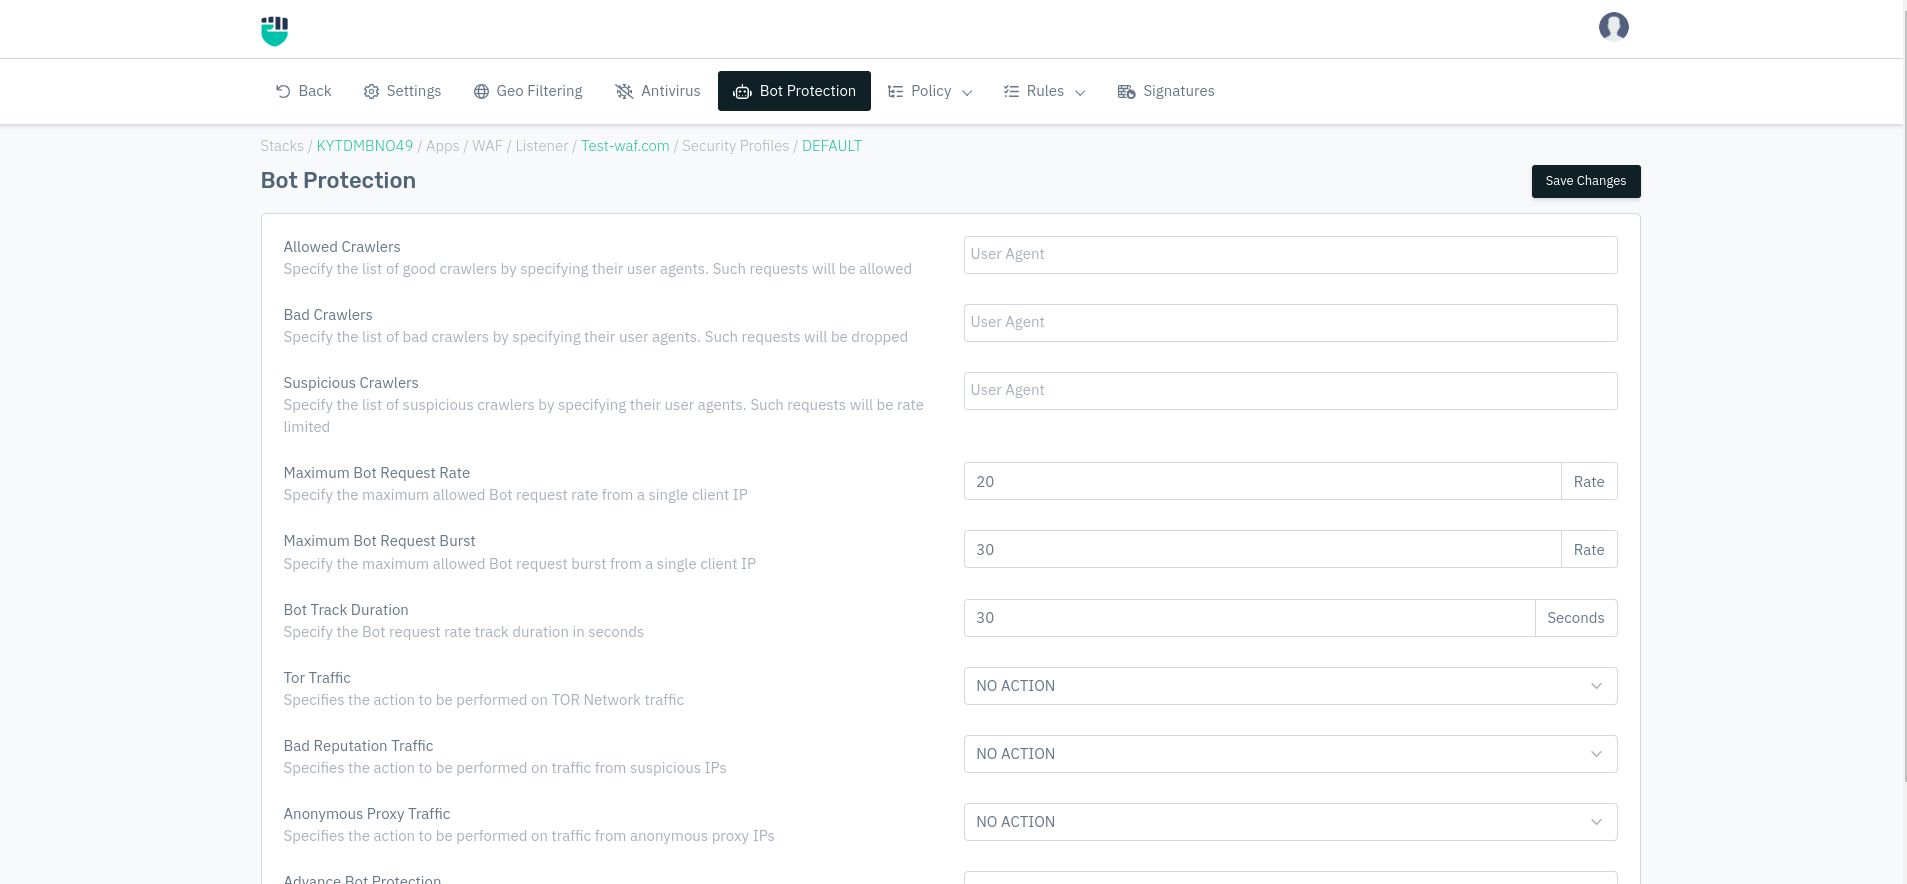 Back
Settings
Geo Filtering
Antivirus
Bot Protection
Policy
Rules
Signatures
Stacks / KYTDMBNO49 / Apps / WAF / Listener / Test-waf.com / Security Profiles / DEFAULT
Bot Protection
Save Changes
Allowed Crawlers
Specify the list of good crawlers by specifying their user agents. Such requests will be allowed
User Agent
Bad Crawlers
Specify the list of bad crawlers by specifying their user agents. Such requests will be dropped
User Agent
Suspicious Crawlers
Specify the list of suspicious crawlers by specifying their user agents. Such requests will be rate
limited
User Agent
Maximum Bot Request Rate
Specify the maximum allowed Bot request rate from a single client IP
20
Rate
Maximum Bot Request Burst
Specify the maximum allowed Bot request burst from a single client IP
30
Rate
Bot Track Duration
Specify the Bot request rate track duration in seconds
30
Seconds
Tor Traffic
Specifies the action to be performed on TOR Network traffic
NO ACTION
Bad Reputation Traffic
Specifies the action to be performed on traffic from suspicious IPs
NO ACTION
Anonymous Proxy Traffic
Specifies the action to be performed on traffic from anonymous proxy IPs
NO ACTION
Advance Bot Protection